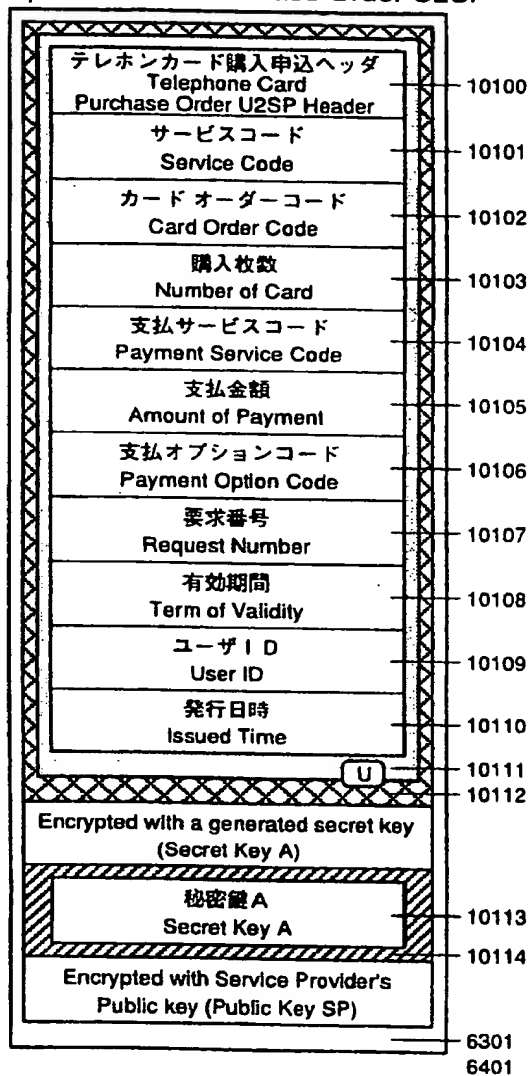 テレホンカード購入申込ヘッダ
Telephone Card
Purchase Order U2SP Header
10100
サービスコード
Service Code
10101
カード オーダーコード
Card Order Code
10102
購入枚数
Number of Card
10103
支払サービスコード
Payment Service Code
10104
支払金額
Amount of Payment
10105
支払オプションコード
Payment Option Code
10106
要求番号
Request Number
10107
有効期間
Term of Validity
10108
ユーザID
User ID
10109
発行日時
Issued Time
10110
U
10111
10112
Encrypted with a generated secret key
(Secret Key A)
秘密鍵A
Secret Key A
10113
10114
Encrypted with Service Provider's
Public key (Public Key SP)
6301
6401